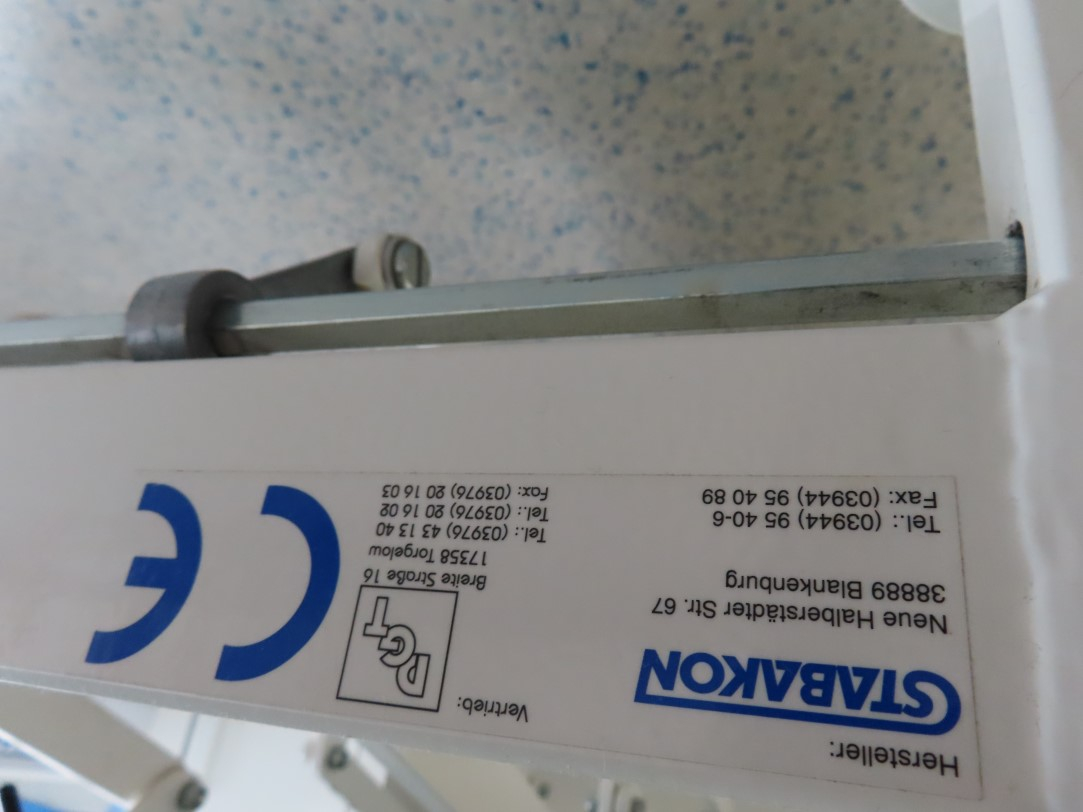 Hersteller:
STABAKON
Neue Halberstädter Str. 67
38889 Blankenburg
Tel.: (03944) 95 40-6
Fax: (03944) 95 40 89
Vertrieb:
DGT
Breite Straße 16
17358 Torgelow
Tel.: (03976) 43 13 40
Tel.: (03976) 20 16 02
Fax: (03976) 20 16 03
CE